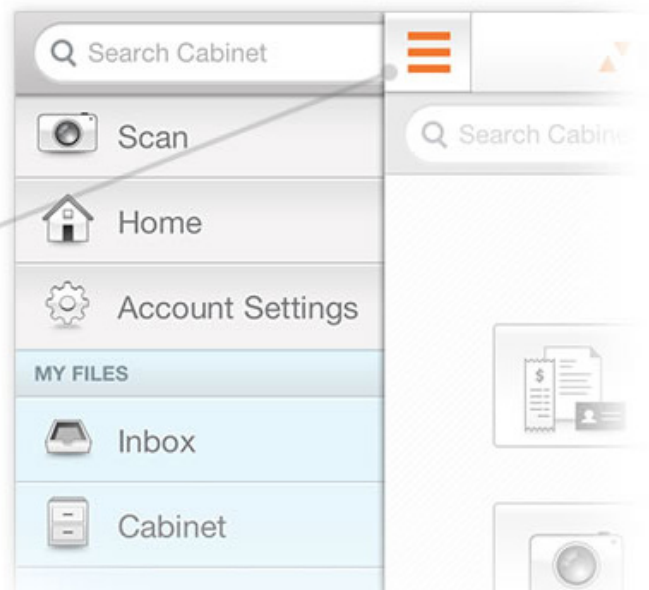 Search Cabinet
Scan
Home
Account Settings
MY FILES
Inbox
Cabinet
Search Cabine
$